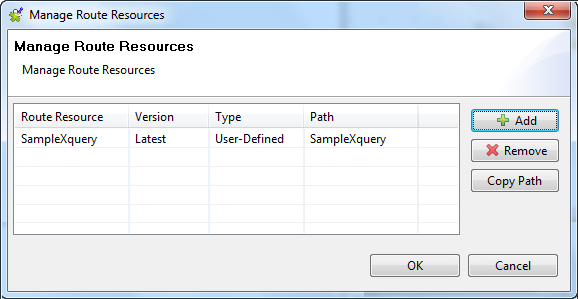 Manage Route Resources
Manage Route Resources
Manage Route Resources
Route Resource Version Type Path
SampleXquery Latest User-Defined SampleXquery
Add
Remove
Copy Path
OK Cancel